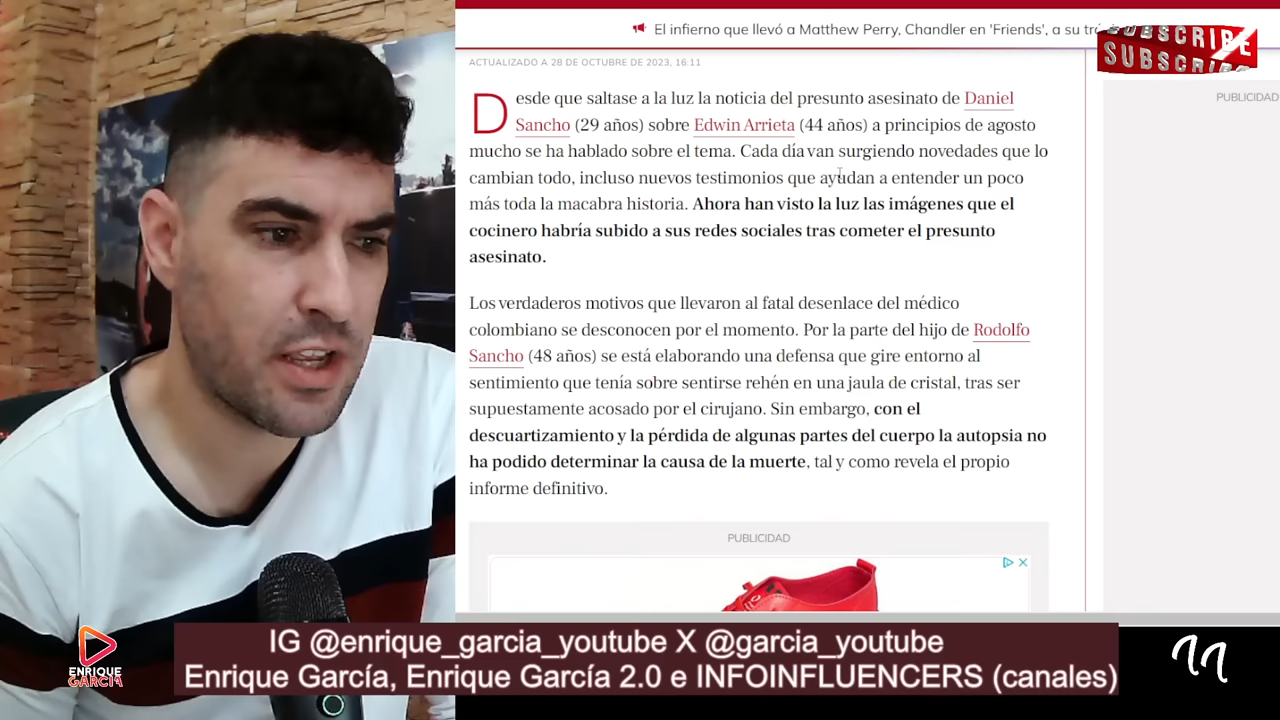 El infierno que llevó a Matthew Perry, Chandler en 'Friends', a su
SUBSCRIBE
SUBSCRIBE
ACTUALIZADO A 28 DE OCTUBRE DE 2023, 16:11
PUBLICIDAD
Desde que saltase a la luz la noticia del presunto asesinato de Daniel
Sancho (29 años) sobre Edwin Arrieta (44 años) a principios de agosto
mucho se ha hablado sobre el tema. Cada día van surgiendo novedades que lo
cambian todo, incluso nuevos testimonios que ayudan a entender un poco
más toda la macabra historia. Ahora han visto la luz las imágenes que el
cocinero habría subido a sus redes sociales tras cometer el presunto
asesinato.
Los verdaderos motivos que llevaron al fatal desenlace del médico
colombiano se desconocen por el momento. Por la parte del hijo de Rodolfo
Sancho (48 años) se está elaborando una defensa que gire entorno al
sentimiento que tenía sobre sentirse rehén en una jaula de cristal, tras ser
supuestamente acosado por el cirujano. Sin embargo, con el
descuartizamiento y la pérdida de algunas partes del cuerpo la autopsia no
ha podido determinar la causa de la muerte, tal y como revela el propio
informe definitivo.
PUBLICIDAD
IG @enrique_garcia_youtube X @garcia_youtube
Enrique García, Enrique García 2.0 e INFOINFLUENCERS (canales)
ENRIQUE
GARCÍA